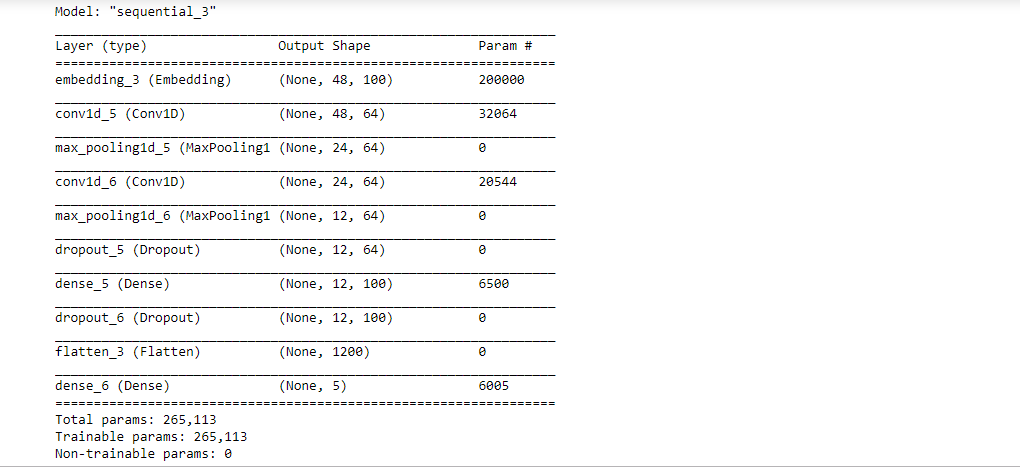 Model: "sequential_3"
Layer (type) Output Shape Param #
embedding_3 (Embedding) (None, 48, 100) 200000
conv1d_5 (Conv1D) (None, 48, 64) 32064
max_pooling1d_5 (MaxPooling1 (None, 24, 64) 0
conv1d_6 (Conv1D) (None, 24, 64) 20544
max_pooling1d_6 (MaxPooling1 (None, 12, 64) 0
dropout_5 (Dropout) (None, 12, 64) 0
dense_5 (Dense) (None, 12, 100) 6500
dropout_6 (Dropout) (None, 12, 100) 0
flatten_3 (Flatten) (None, 1200) 0
dense_6 (Dense) (None, 5) 6005
Total params: 265,113
Trainable params: 265,113
Non-trainable params: 0